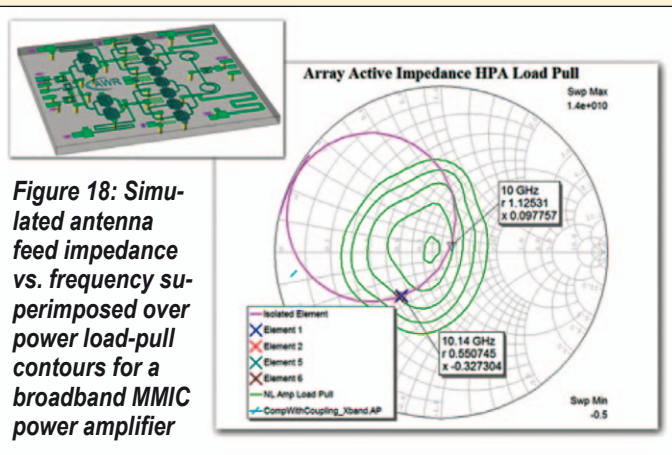 AWR
Figure 18: Simu-
lated antenna
feed impedance
vs. frequency su-
perimposed over
power load-pull
contours for a
broadband MMIC
power amplifier
Array Active Impedance HPA Load Pull
Swp Max
1.4e+010
10 GHz
r 1.12531
x 0.097757
10.14 GHz
r 0.550745
x -0.327304
Isolated Element
Element 1
Element 2
Element 5
Element 6
NL Amp Load Pull
CompWithCoupling_Xband.AP
Swp Min
-0.5